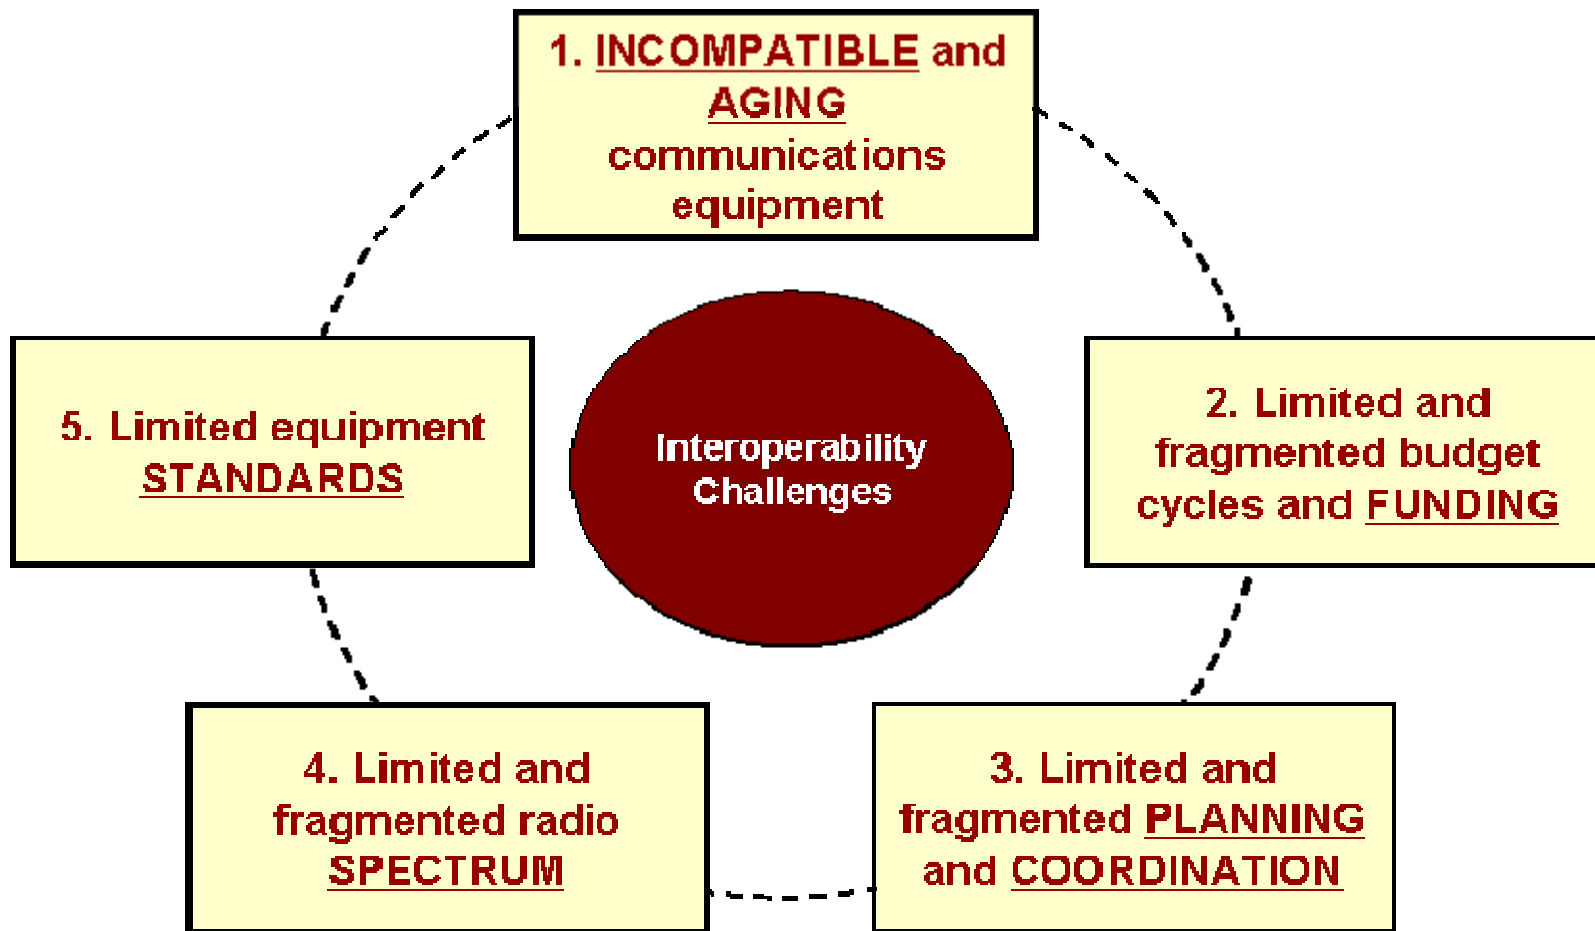 1. INCOMPATIBLE and
AGING
communications
equipment
2. Limited and
fragmented budget
cycles and FUNDING
3. Limited and
fragmented PLANNING
and COORDINATION
4. Limited and
fragmented radio
SPECTRUM
5. Limited equipment
STANDARDS
Interoperability
Challenges